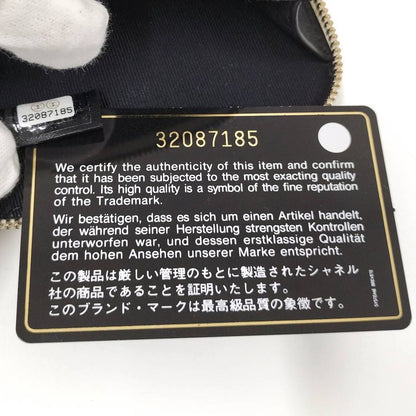 32087185
32087185
We certify the authenticity of this item and confirm
that it has been subjected to the most exacting quality
control. Its high quality is a symbol of the fine reputation
of the Trademark.
Wir bestätigen, dass es sich um einen Artikel handelt,
der während seiner Herstellung strengsten Kontrollen
unterworfen war, und dessen erstklassige Qualität
dem hohen Ansehen unserer Marke entspricht.
この製品は厳しい管理のもとに製造されたシャネル
社の商品であることを証明いたします。
このブランド・マークは最高級品質の象徴です。